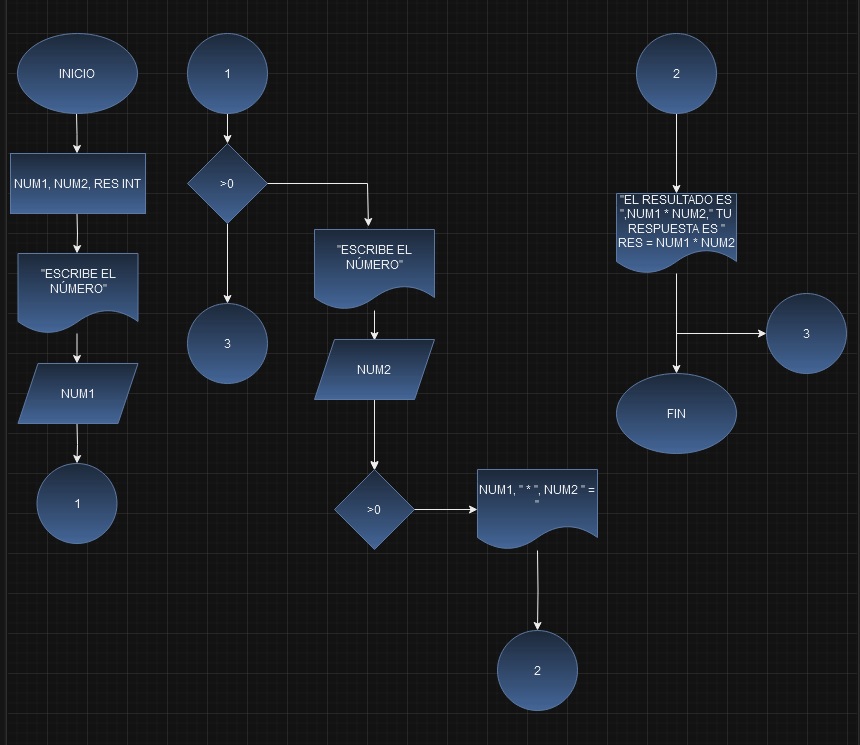 INICIO
NUM1, NUM2, RES INT
"ESCRIBE EL
NÚMERO"
NUM1
1
1
>0
3
"ESCRIBE EL
NÚMERO"
NUM2
>0
NUM1, " * ", NUM2 " =
"
2
2
"EL RESULTADO ES
",NUM1 * NUM2," TU
RESPUESTA ES "
RES = NUM1 * NUM2
3
FIN